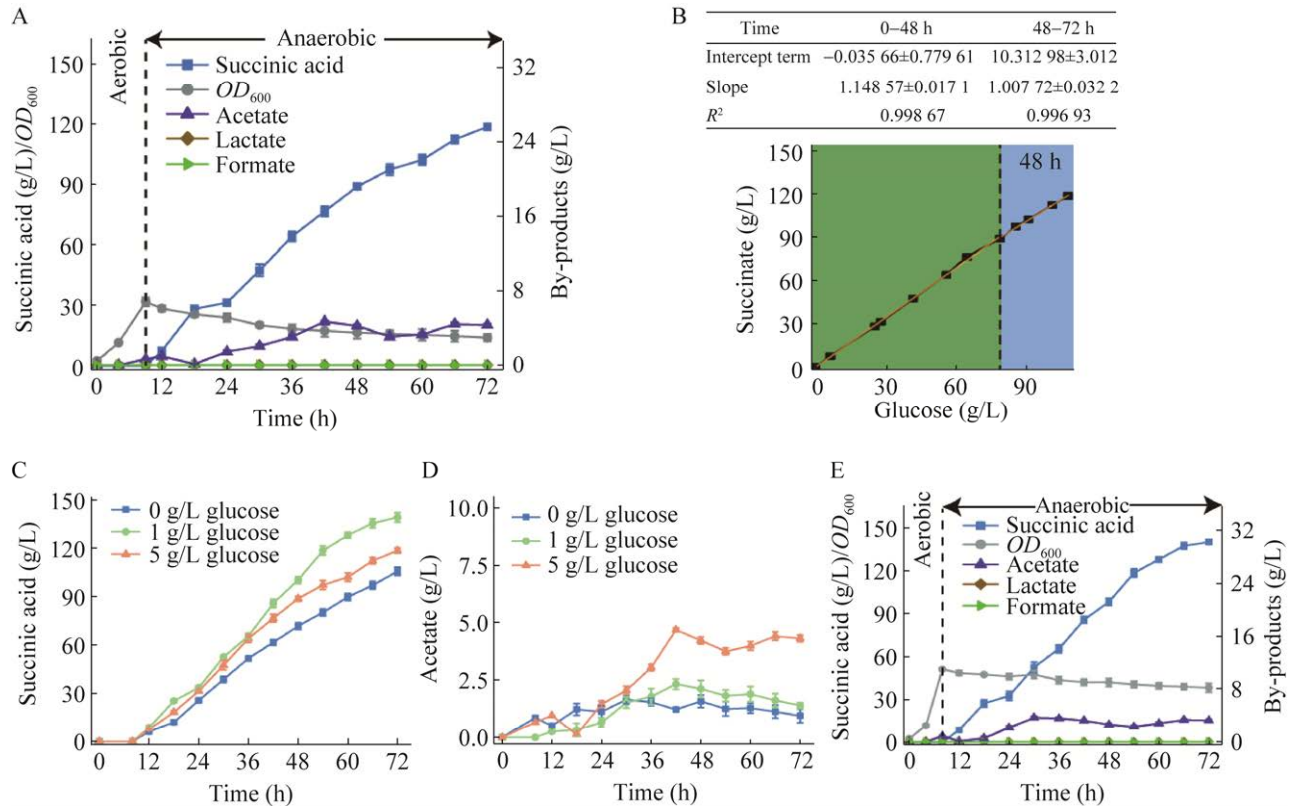 A
Aerobic
Anaerobic
Succinic acid
OD600
Acetate
Lactate
Formate
Succinic acid (g/L)/OD600
150
120
90
60
30
0
By-products (g/L)
32
24
16
8
0
0 12 24 36 48 60 72
Time (h)
B
Time 0–48 h 48–72 h
Intercept term −0.035 66±0.779 61 10.312 98±3.012
Slope 1.148 57±0.017 1 1.007 72±0.032 2
R2 0.998 67 0.996 93
48 h
Succinate (g/L)
150
120
90
60
30
0
0 30 60 90
Glucose (g/L)
C
0 g/L glucose
1 g/L glucose
5 g/L glucose
Succinic acid (g/L)
150
120
90
60
30
0
0 12 24 36 48 60 72
Time (h)
D
0 g/L glucose
1 g/L glucose
5 g/L glucose
Acetate (g/L)
10.0
7.5
5.0
2.5
0.0
0 12 24 36 48 60 72
Time (h)
E
Aerobic
Anaerobic
Succinic acid
OD600
Acetate
Lactate
Formate
Succinic acid (g/L)/OD600
150
120
90
60
30
0
By-products (g/L)
32
24
16
8
0
0 12 24 36 48 60 72
Time (h)